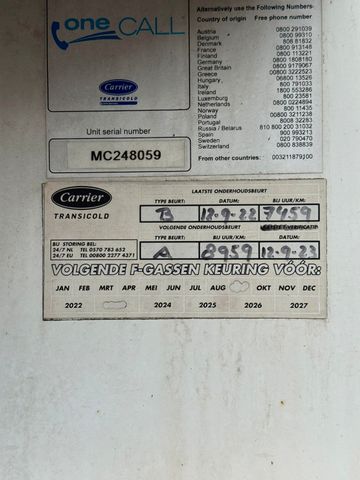 one CALL
Carrier
TRANSICOLD
Unit serial number
MC248059
Alternatively use the following Numbers
Country of origin Free phone number
Austria 0800 291039
Belgium 0800 99310
Denmark 808 81832
France 0800 913148
Finland 0800 113221
Germany 0800 1808180
Great Britain 0800 9179067
Greece 00800 3222523
Hungary 06800 13526
Italy 800 791033
Ireland 1800 553286
Luxemburg 800 23581
Netherlands 0800 0224894
Norway 800 11435
Poland 00800 3211238
Portugal 8008 32283
Russia / Belarus 810 800 200 31032
Spain 900 993213
Sweden 020 790470
Switzerland 0800 838839
From other countries: 003211879100
Carrier
TRANSICOLD
LAATSTE ONDERHOUDSBEURT
TYPE BEURT: DATUM: BIJ UUR/KM:
B 12-9-22 7459
VOLGENDE ONDERHOUDSBEURT
TYPE BEURT: BIJ UUR/KM:
A 8959 12-9-23
BIJ STORING BEL:
24/7 NL TEL 0570 783 652
24/7 EU TEL 00800 2277 4371
VOLGENDE F-GASSEN KEURING VÓÓR:
JAN FEB MRT APR MEI JUN JUL AUG OKT NOV DEC
2022 2024 2025 2026 2027